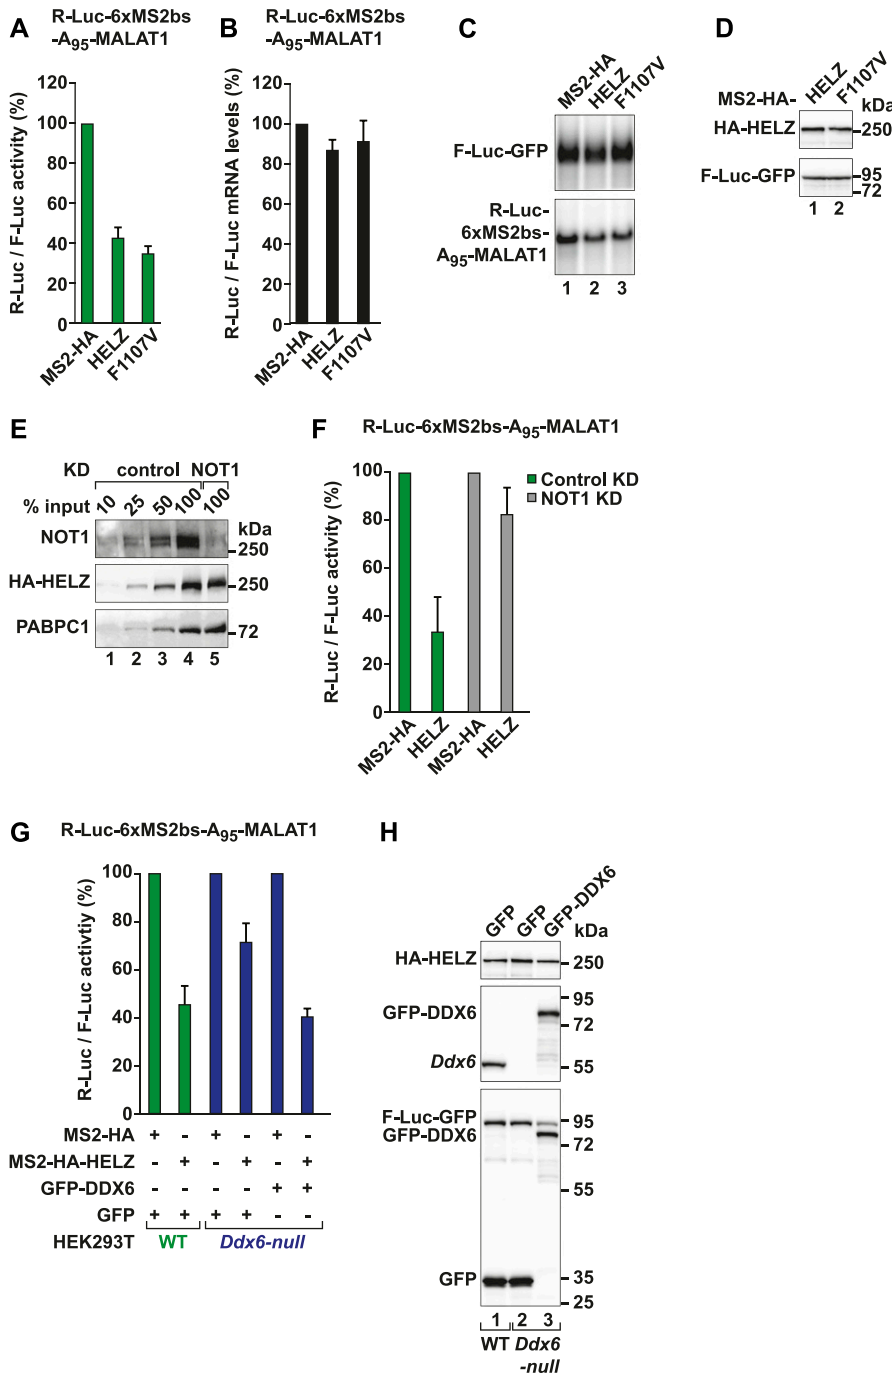 A
R-Luc-6xMS2bs
-A95-MALAT1
R-Luc / F-Luc activity (%)
120
100
80
60
40
20
0
MS2-HA
HELZ
F1107V
B
R-Luc-6xMS2bs
-A95-MALAT1
R-Luc / F-Luc mRNA levels (%)
120
100
80
60
40
20
0
MS2-HA
HELZ
F1107V
C
MS2-HA
HELZ
F1107V
F-Luc-GFP
R-Luc-
6xMS2bs-
A95-MALAT1
1 2 3
D
MS2-HA- HELZ F1107V kDa
HA-HELZ 250
F-Luc-GFP 95
72
1 2
E
KD control NOT1
% input 10 25 50 100 100
kDa
NOT1 250
HA-HELZ 250
PABPC1 72
1 2 3 4 5
F
R-Luc-6xMS2bs-A95-MALAT1
R-Luc / F-Luc activity (%)
100
80
60
40
20
0
MS2-HA
HELZ
MS2-HA
HELZ
Control KD
NOT1 KD
G
R-Luc-6xMS2bs-A95-MALAT1
R-Luc / F-Luc activtiy (%)
100
80
60
40
20
0
MS2-HA + - + - + -
MS2-HA-HELZ - + - + - +
GFP-DDX6 - - - - + +
GFP + + + + - -
HEK293T WT Ddx6-null
H
GFP GFP GFP-DDX6
kDa
HA-HELZ 250
95
GFP-DDX6
72
Ddx6 55
F-Luc-GFP 95
GFP-DDX6
72
55
GFP 35
25
1 2 3
WT Ddx6
-null